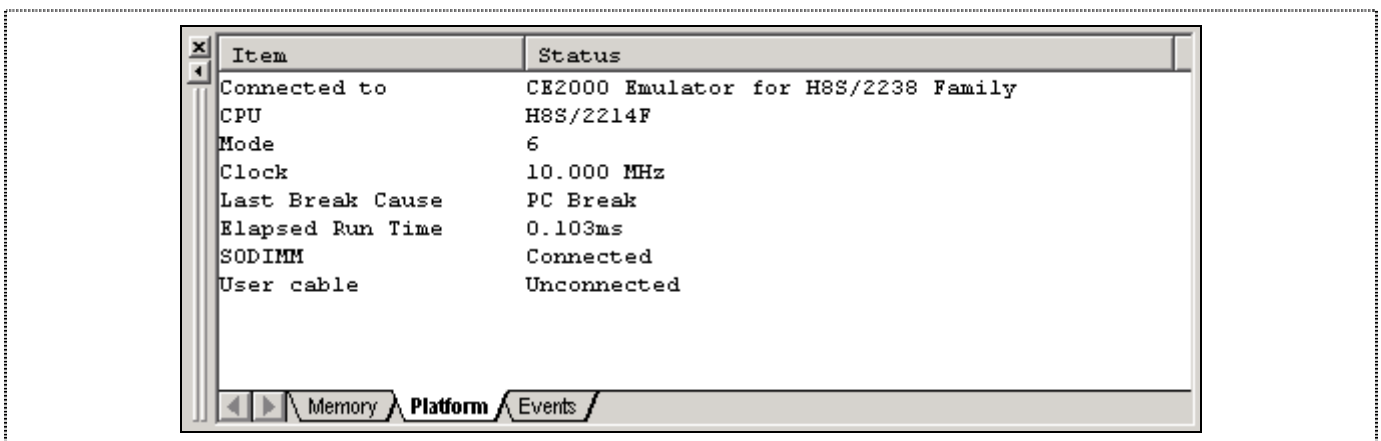 Item Status
Connected to CE2000 Emulator for H8S/2238 Family
CPU H8S/2214F
Mode 6
Clock 10.000 MHz
Last Break Cause PC Break
Elapsed Run Time 0.103ms
SODIMM Connected
User cable Unconnected
Memory Platform Events